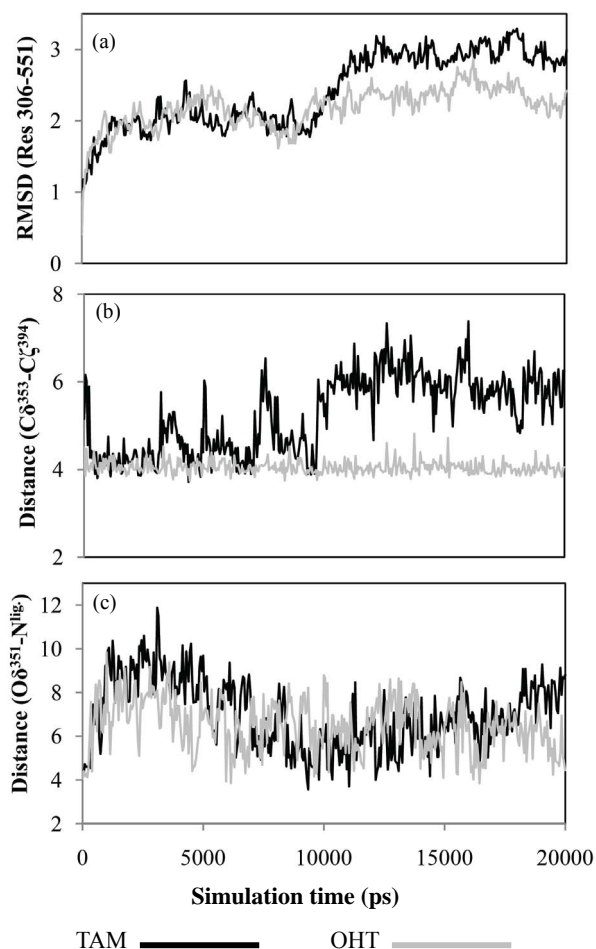 (a)
RMSD (Res 306-551)
3
2
1
0
(b)
Distance (Cδ³⁵³-Cζ³⁹⁴)
8
6
4
2
(c)
Distance (Oδ³⁵¹-Nˡⁱᵍ·)
12
10
8
6
4
2
0 5000 10000 15000 20000
Simulation time (ps)
TAM OHT